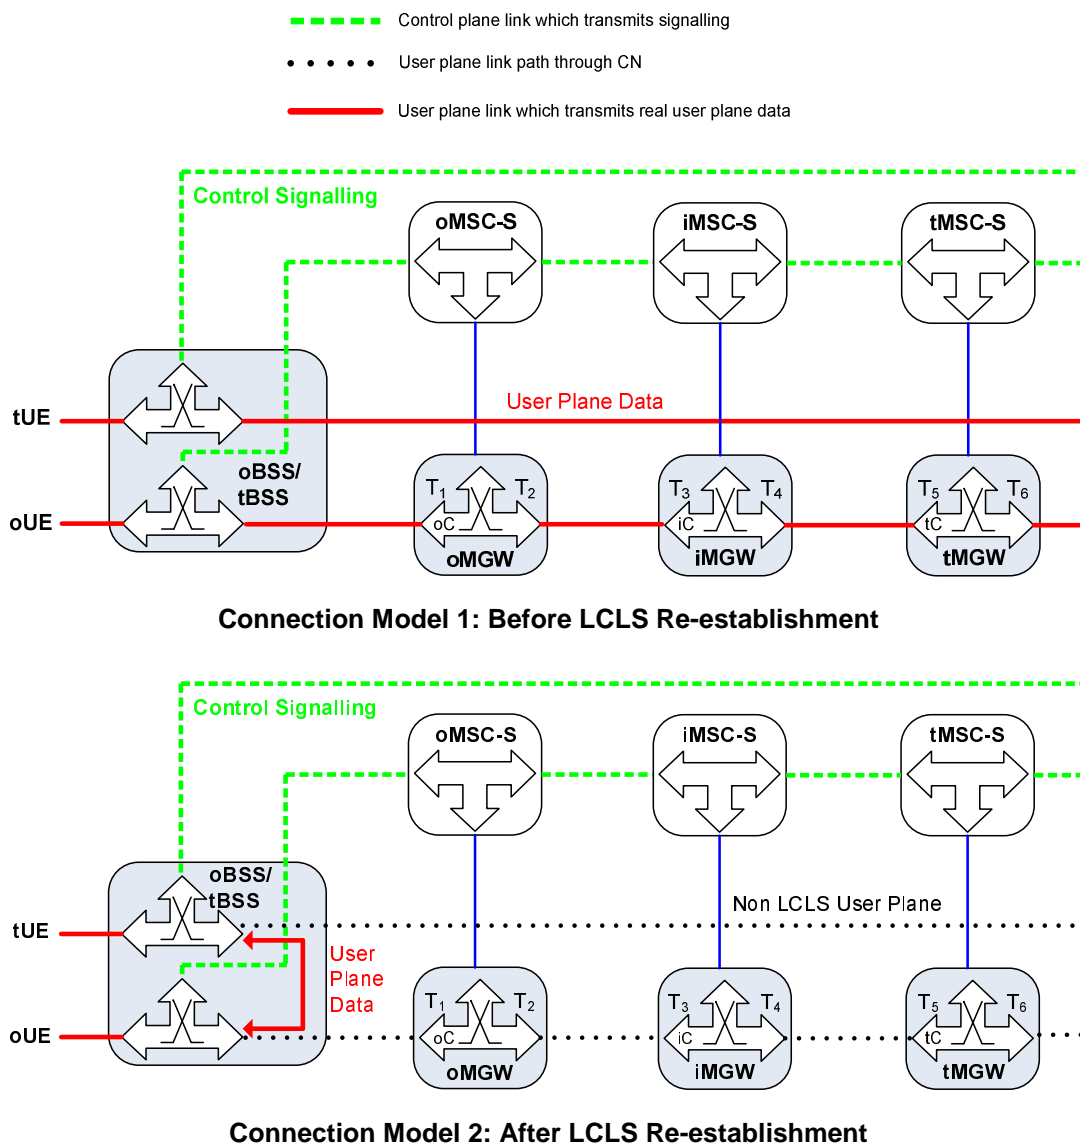 Control plane link which transmits signalling
User plane link path through CN
User plane link which transmits real user plane data
Control Signalling
oMSC-S
iMSC-S
tMSC-S
tUE
User Plane Data
oBSS/
tBSS
oUE
T1
T2
oC
oMGW
T3
T4
iC
iMGW
T5
T6
tC
tMGW
Connection Model 1: Before LCLS Re-establishment
Control Signalling
oMSC-S
iMSC-S
tMSC-S
oBSS/
tBSS
Non LCLS User Plane
tUE
User
Plane
Data
oUE
T1
T2
oC
oMGW
T3
T4
iC
iMGW
T5
T6
tC
tMGW
Connection Model 2: After LCLS Re-establishment